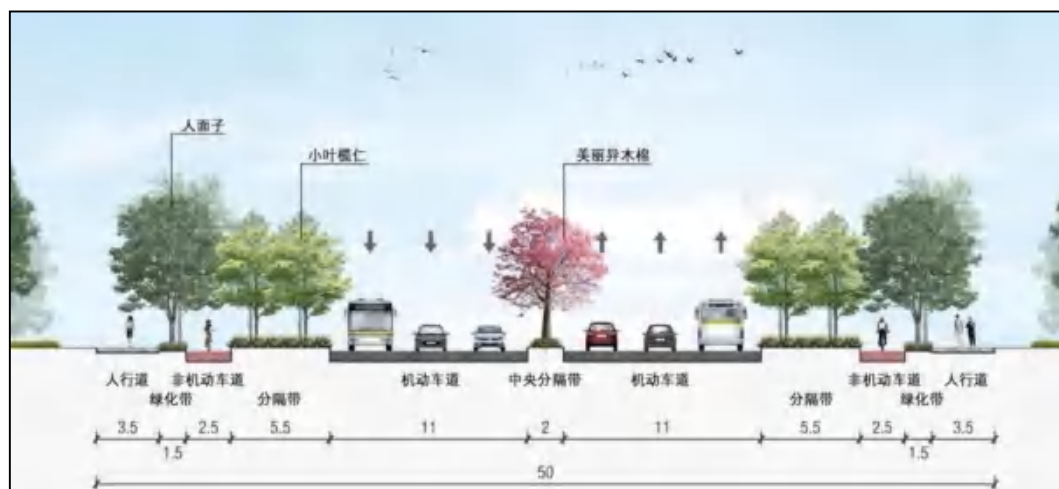 人面子
小叶榄仁
美丽异木棉
人行道 非机动车道 机动车道 中央分隔带 机动车道 非机动车道 人行道
绿化带 分隔带 分隔带 绿化带
3.5 2.5 5.5 11 2 11 5.5 2.5 3.5
1.5 1.5
50